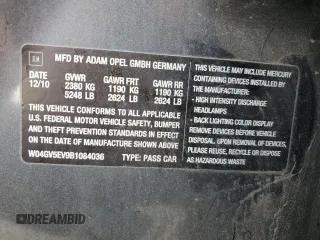 GM
MFD BY ADAM OPEL GMBH GERMANY
DATE GVWR GAWR FRT GAWR RR
12/10 2380 KG 1190 KG 1190 KG
5248 LB 2624 LB 2624 LB
THIS VEHICLE CONFORMS TO ALL APPLICABLE
U.S. FEDERAL MOTOR VEHICLE SAFETY, BUMPER
AND THEFT PREVENTION STANDARDS IN EFFECT
ON THE DATE OF MANUFACTURE SHOWN ABOVE
W04GV5EV9B1084036 TYPE: PASS CAR
THIS VEHICLE MAY INCLUDE MERCURY
CONTAINING DEVICES INSTALLED BY
THE MANUFACTURER:
- HIGH INTENSITY DISCHARGE
HEADLAMPS
- BACK LIGHTING COLOR DISPLAY
REMOVE DEVICES BEFORE VEHICLE
DISPOSAL. UPON REMOVAL OF DEVICES
PLEASE REUSE, RECYCLE OR DISPOSE
AS HAZARDOUS WASTE